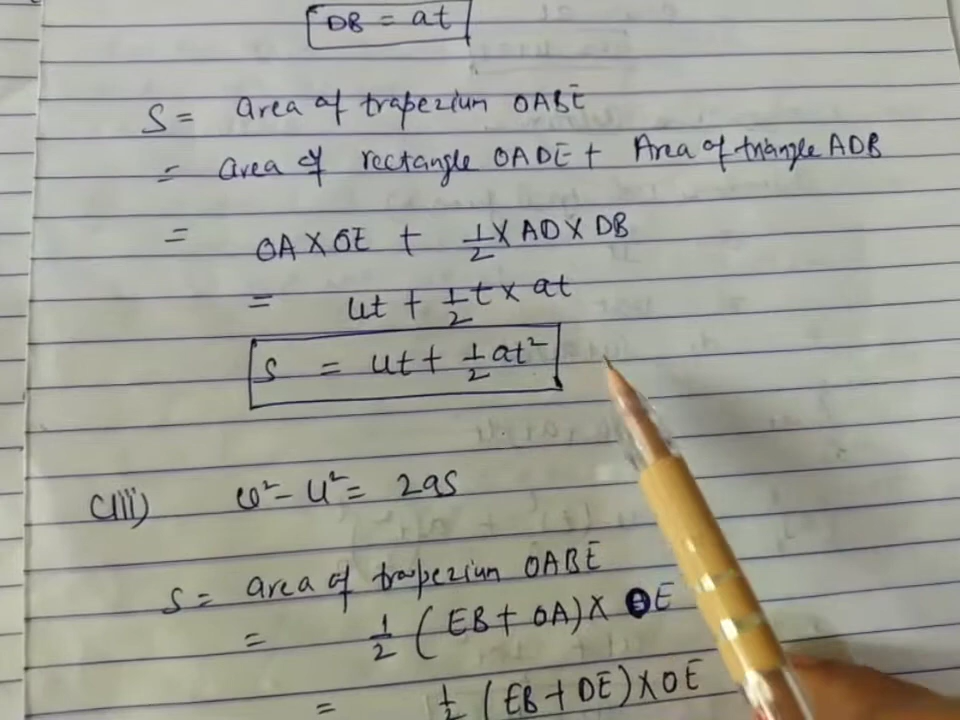 DB = at
S = area of trapezium OABE
= area of rectangle OADE + Area of triangle ADB
= OA X OE + 1/2 X AD X DB
= ut + 1/2 t x at
S = ut + 1/2 at²
(iii) v² - u² = 2as
S = area of trapezium OABE
= 1/2 (EB + OA) X OE
= 1/2 (EB + DE) X OE